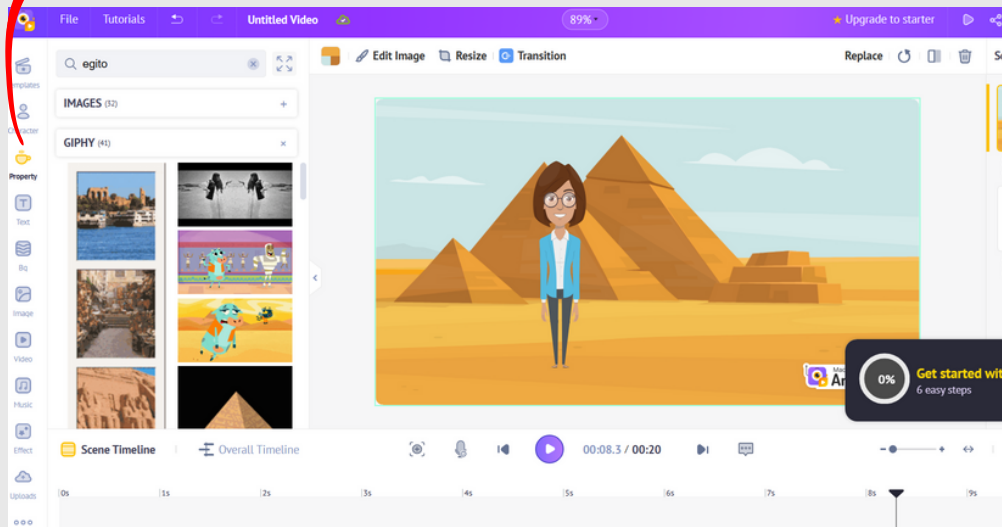 File Tutorials Untitled Video 89% Upgrade to starter
egito
Edit Image Resize Transition Replace
IMAGES (32)
GIPHY (41)
Character
Property
Text
Bg
Image
Video
Music
Effect
Uploads
Get started wit
0%
6 easy steps
Scene Timeline Overall Timeline 00:08.3 / 00:20
0s 1s 2s 3s 4s 5s 6s 7s 8s 9s